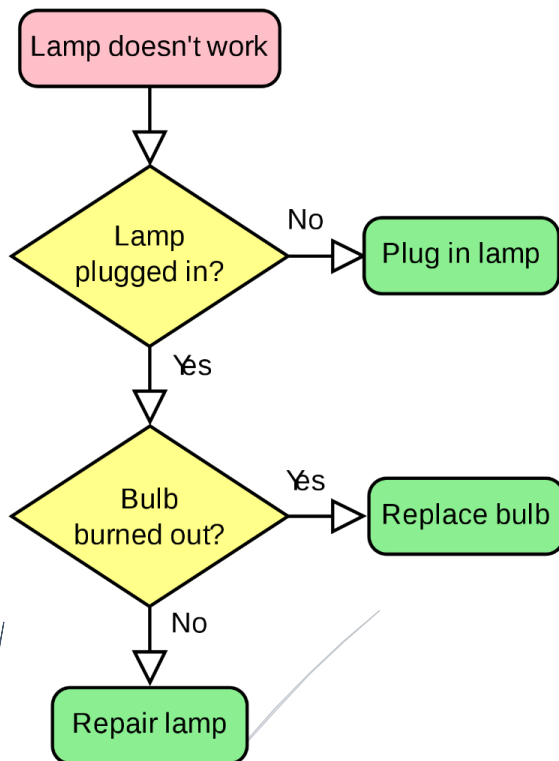 Lamp doesn't work
Lamp
plugged in?
No
Plug in lamp
Yes
Bulb
burned out?
Yes
Replace bulb
No
Repair lamp